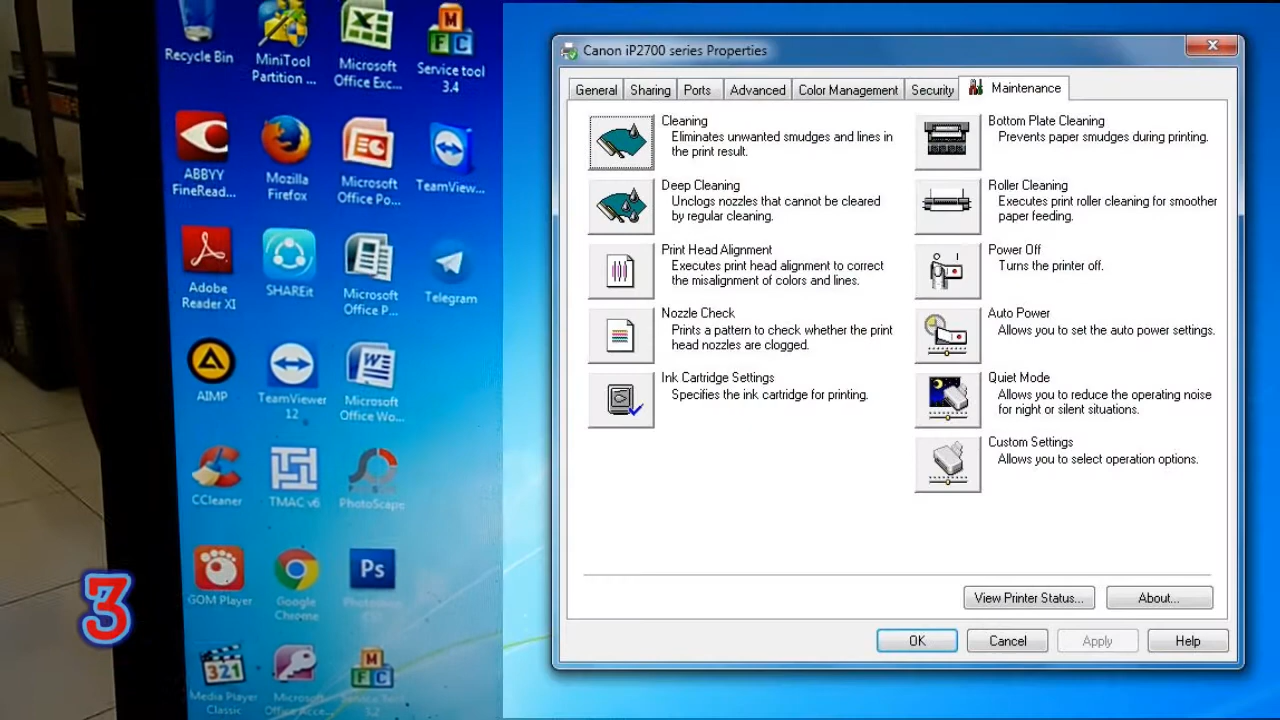 Recycle Bin
MiniTool
Partition ...
Microsoft
Office Exc...
Service tool
3.4
ABBYY
FineRead...
Mozilla
Firefox
Microsoft
Office Po...
TeamView...
Adobe
Reader XI
SHAREit
Microsoft
Office P...
Telegram
AIMP
TeamViewer
12
Microsoft
Office Wo...
CCleaner
TMAC v6
PhotoScape
GOM Player
Google
Chrome
Ps
321
Media Player
Classic
Microsoft
Office Acce...
3
Canon iP2700 series Properties
General
Sharing
Ports
Advanced
Color Management
Security
Maintenance
Cleaning
Eliminates unwanted smudges and lines in
the print result.
Deep Cleaning
Unclogs nozzles that cannot be cleared
by regular cleaning.
Print Head Alignment
Executes print head alignment to correct
the misalignment of colors and lines.
Nozzle Check
Prints a pattern to check whether the print
head nozzles are clogged.
Ink Cartridge Settings
Specifies the ink cartridge for printing.
Bottom Plate Cleaning
Prevents paper smudges during printing.
Roller Cleaning
Executes print roller cleaning for smoother
paper feeding.
Power Off
Turns the printer off.
Auto Power
Allows you to set the auto power settings.
Quiet Mode
Allows you to reduce the operating noise
for night or silent situations.
Custom Settings
Allows you to select operation options.
View Printer Status...
About...
OK
Cancel
Apply
Help